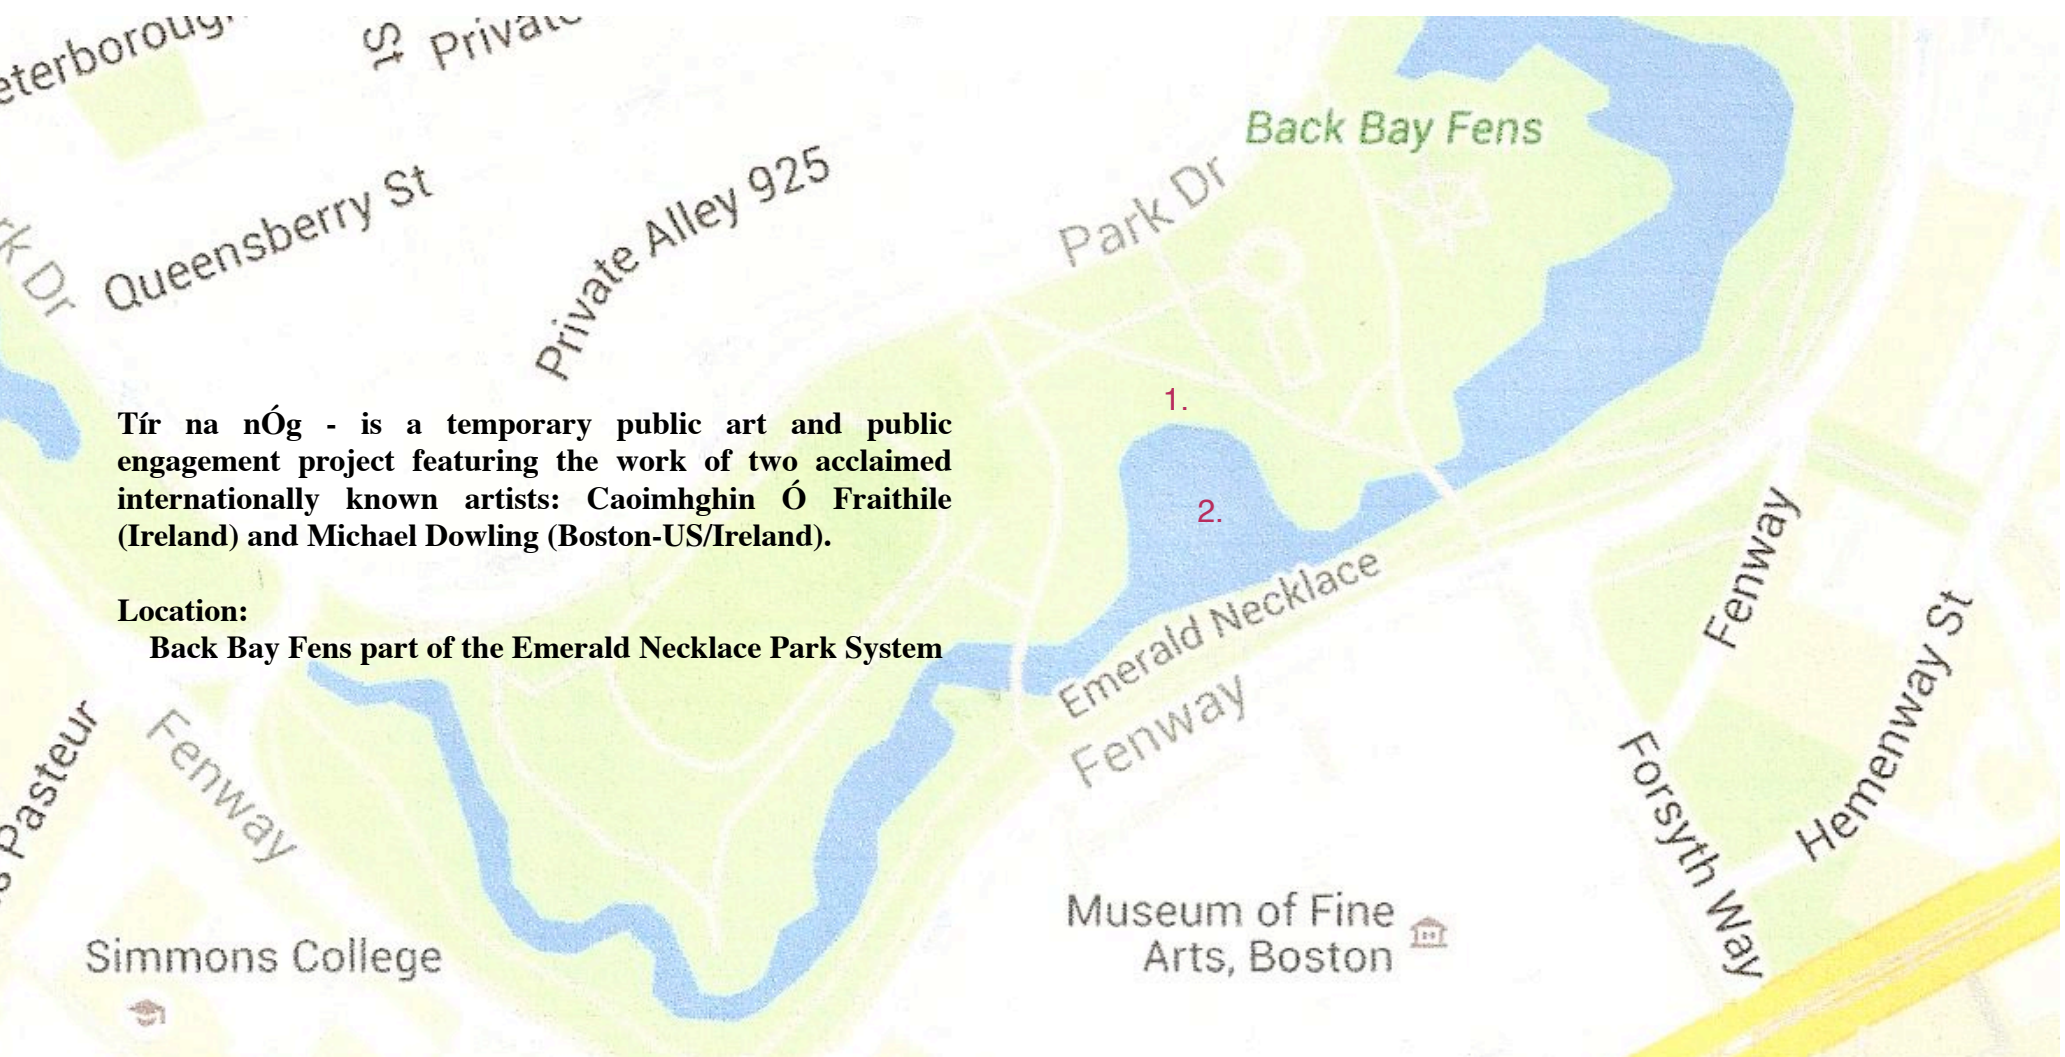 St
Private
Back Bay Fens
Queensberry St
Private Alley 925
Park Dr
Dr
1.
Tír na nÓg - is a temporary public art and public
engagement project featuring the work of two acclaimed
internationally known artists: Caoimhghin Ó Fraithile
(Ireland) and Michael Dowling (Boston-US/Ireland).
2.
Location:
Back Bay Fens part of the Emerald Necklace Park System
Emerald Necklace
Fenway
Fenway
Hemenway St
Pasteur
Fenway
Forsyth Way
Museum of Fine
Arts, Boston
Simmons College